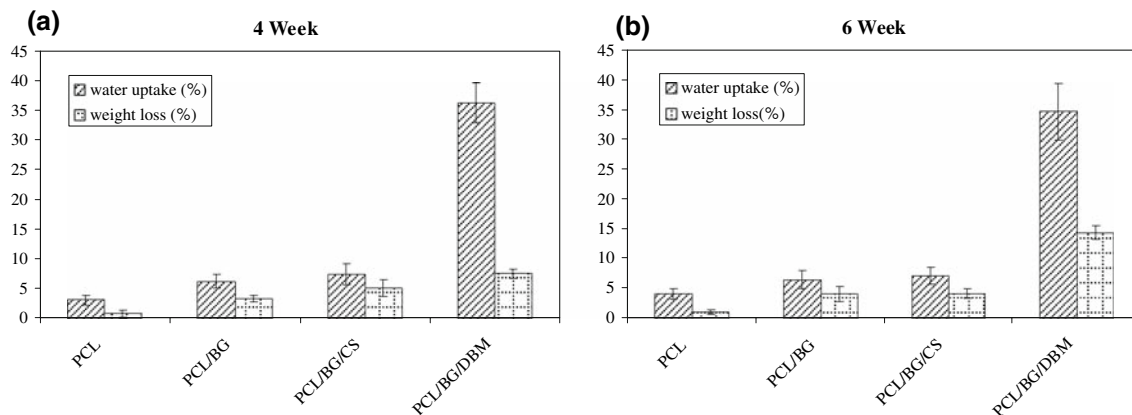 (a)
4 Week
45
40
35
30
25
20
15
10
5
0
water uptake (%)
weight loss (%)
PCL
PCL/BG
PCL/BG/CS
PCL/BG/DBM
(b)
6 Week
45
40
35
30
25
20
15
10
5
0
water uptake (%)
weight loss(%)
PCL
PCL/BG
PCL/BG/CS
PCL/BG/DBM